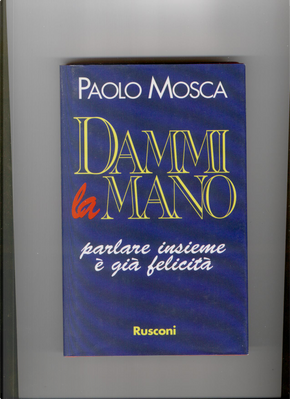 PAOLO MOSCA
DAMMI
la MANO
parlare insieme
è già felicità
Rusconi